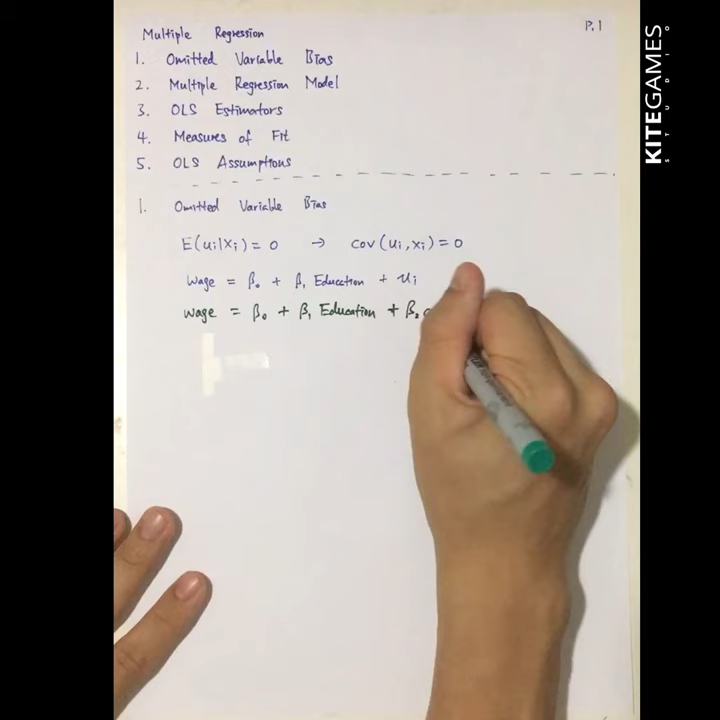 P.1
Multiple Regression
1. Omitted Variable Bias
2. Multiple Regression Model
3. OLS Estimators
4. Measures of Fit
5. OLS Assumptions
1. Omitted Variable Bias
E(ui|xi) = 0 → cov(ui, xi) = 0
Wage = β0 + β1 Education + ui
Wage = β0 + β1 Education + β2
KITEGAMES
STUDIO